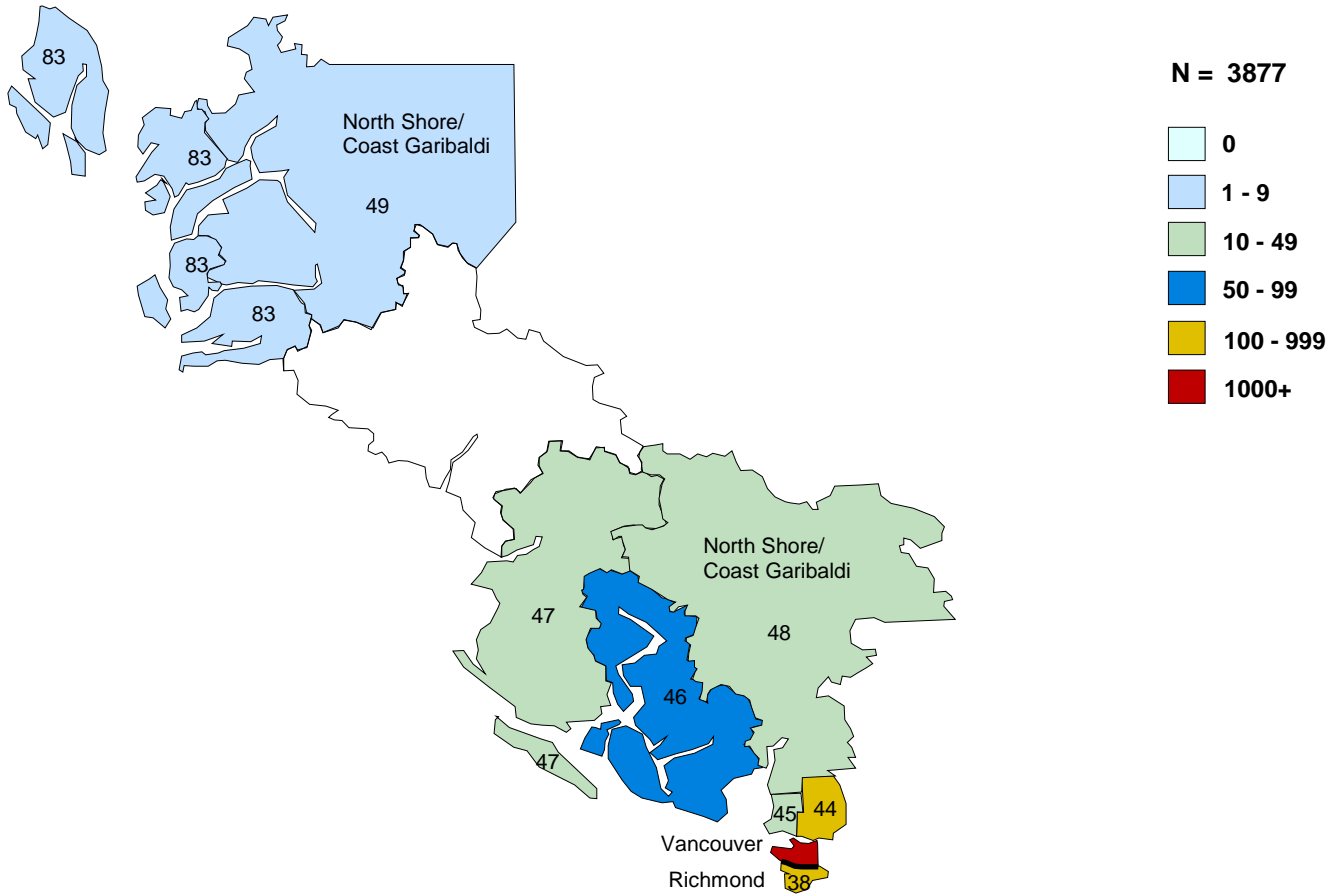 83
N = 3877
North Shore/
Coast Garibaldi
0
83
1 - 9
49
10 - 49
83
50 - 99
83
100 - 999
1000+
North Shore/
Coast Garibaldi
47
48
46
47
45
44
Vancouver
Richmond
38